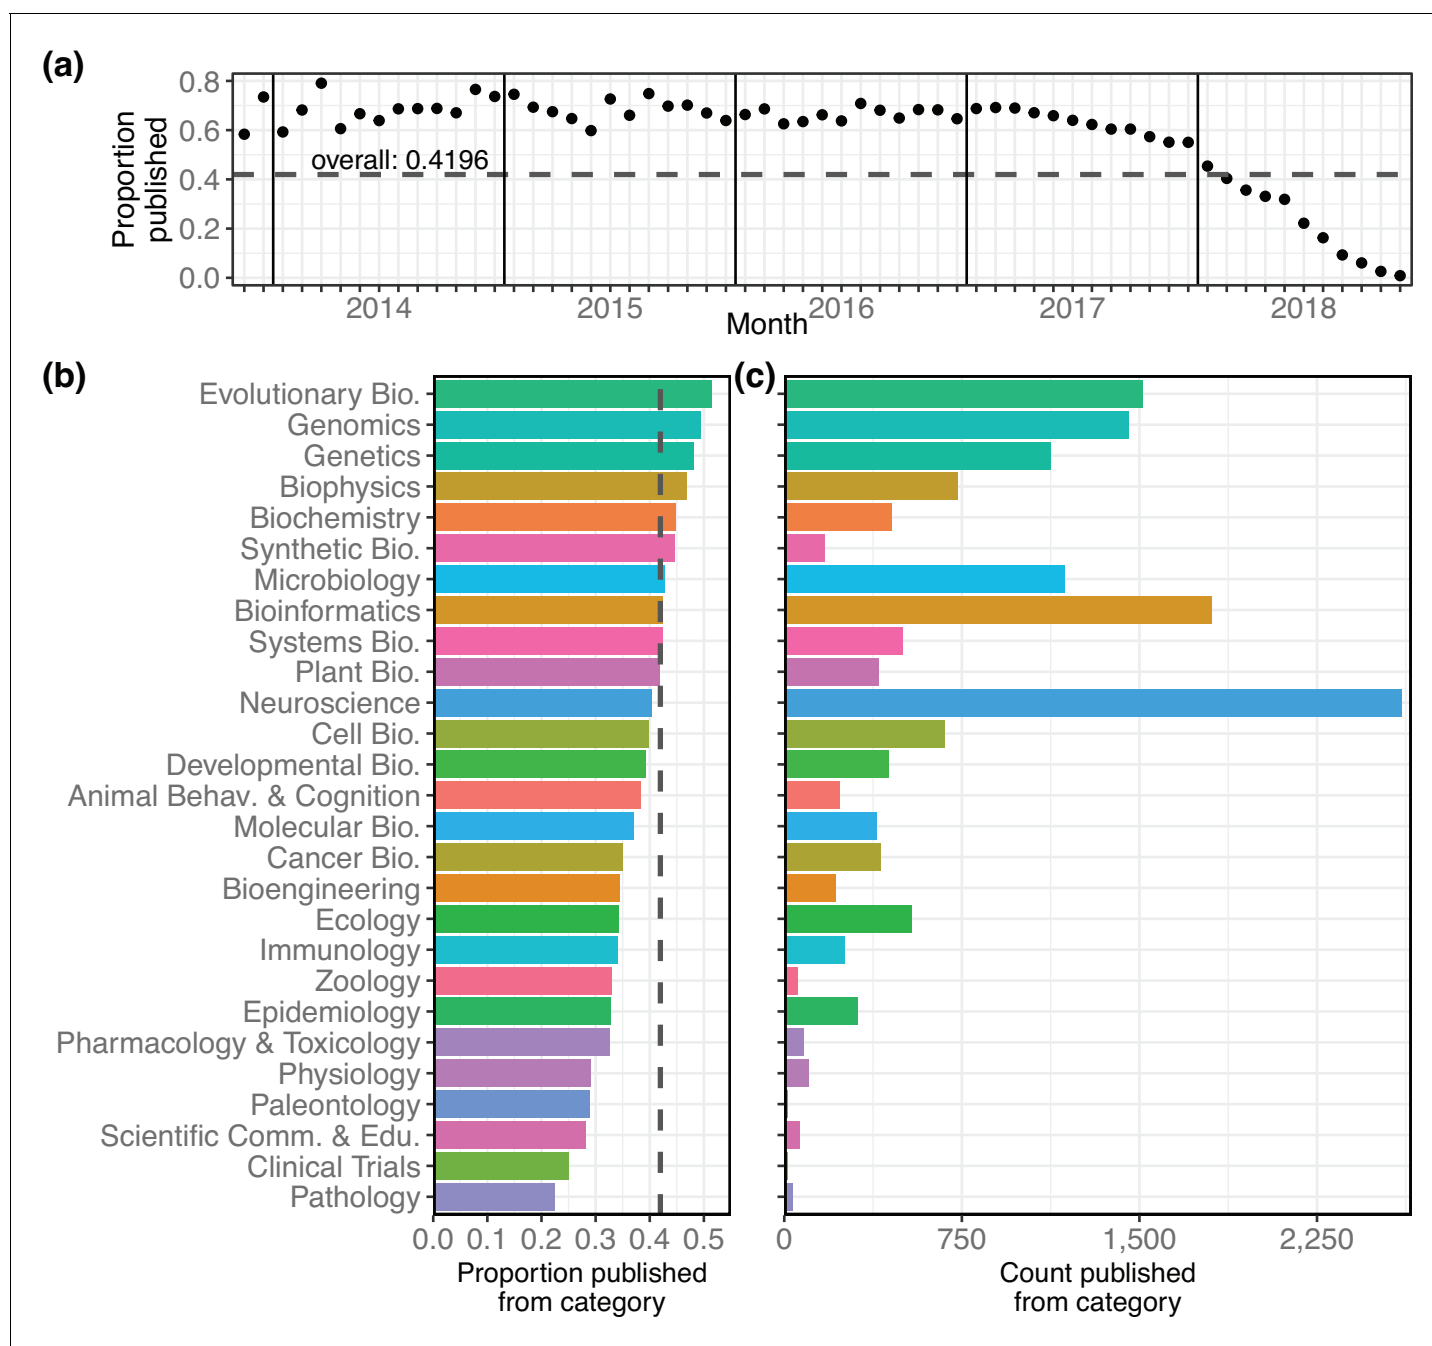 (a)
Proportion
published
0.8
0.6
0.4
0.2
0.0
overall: 0.4196
2014
2015
2016
2017
2018
Month
(b)
Evolutionary Bio.
Genomics
Genetics
Biophysics
Biochemistry
Synthetic Bio.
Microbiology
Bioinformatics
Systems Bio.
Plant Bio.
Neuroscience
Cell Bio.
Developmental Bio.
Animal Behav. & Cognition
Molecular Bio.
Cancer Bio.
Bioengineering
Ecology
Immunology
Zoology
Epidemiology
Pharmacology & Toxicology
Physiology
Paleontology
Scientific Comm. & Edu.
Clinical Trials
Pathology
0.0 0.1 0.2 0.3 0.4 0.5
Proportion published
from category
(c)
0 750 1,500 2,250
Count published
from category